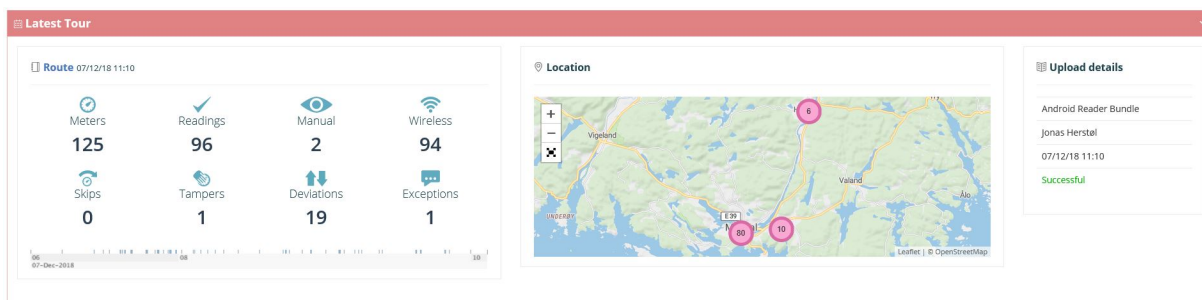 Latest Tour
Route 07/12/18 11:10
Meters Readings Manual Wireless
125 96 2 94
Skips Tampers Deviations Exceptions
0 1 19 1
06 08 10
07-Dec-2018
Location
+
−
Vigeland
6
Valand
Ålo
UNDERØY
E 39
80
10
Leaflet | © OpenStreetMap
Upload details
Android Reader Bundle
Jonas Herstøl
07/12/18 11:10
Successful